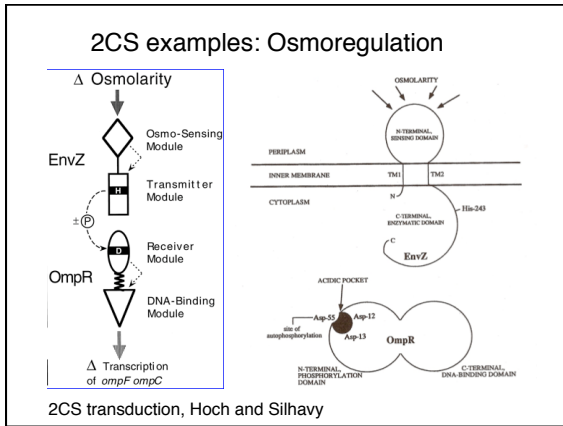 2CS examples: Osmoregulation
Δ Osmolarity
Osmo-Sensing
Module
EnvZ
H
Transmitter
Module
±P
D
Receiver
Module
OmpR
DNA-Binding
Module
Δ Transcription
of ompF ompC
OSMOLARITY
N-TERMINAL,
SENSING DOMAIN
PERIPLASM
INNER MEMBRANE
TM1
TM2
CYTOPLASM
N
His-243
C-TERMINAL,
ENZYMATIC DOMAIN
C
EnvZ
ACIDIC POCKET
Asp-55
Asp-12
site of
autophosphorylation
Asp-13
OmpR
N-TERMINAL,
PHOSPHORYLATION
DOMAIN
C-TERMINAL,
DNA-BINDING DOMAIN
2CS transduction, Hoch and Silhavy